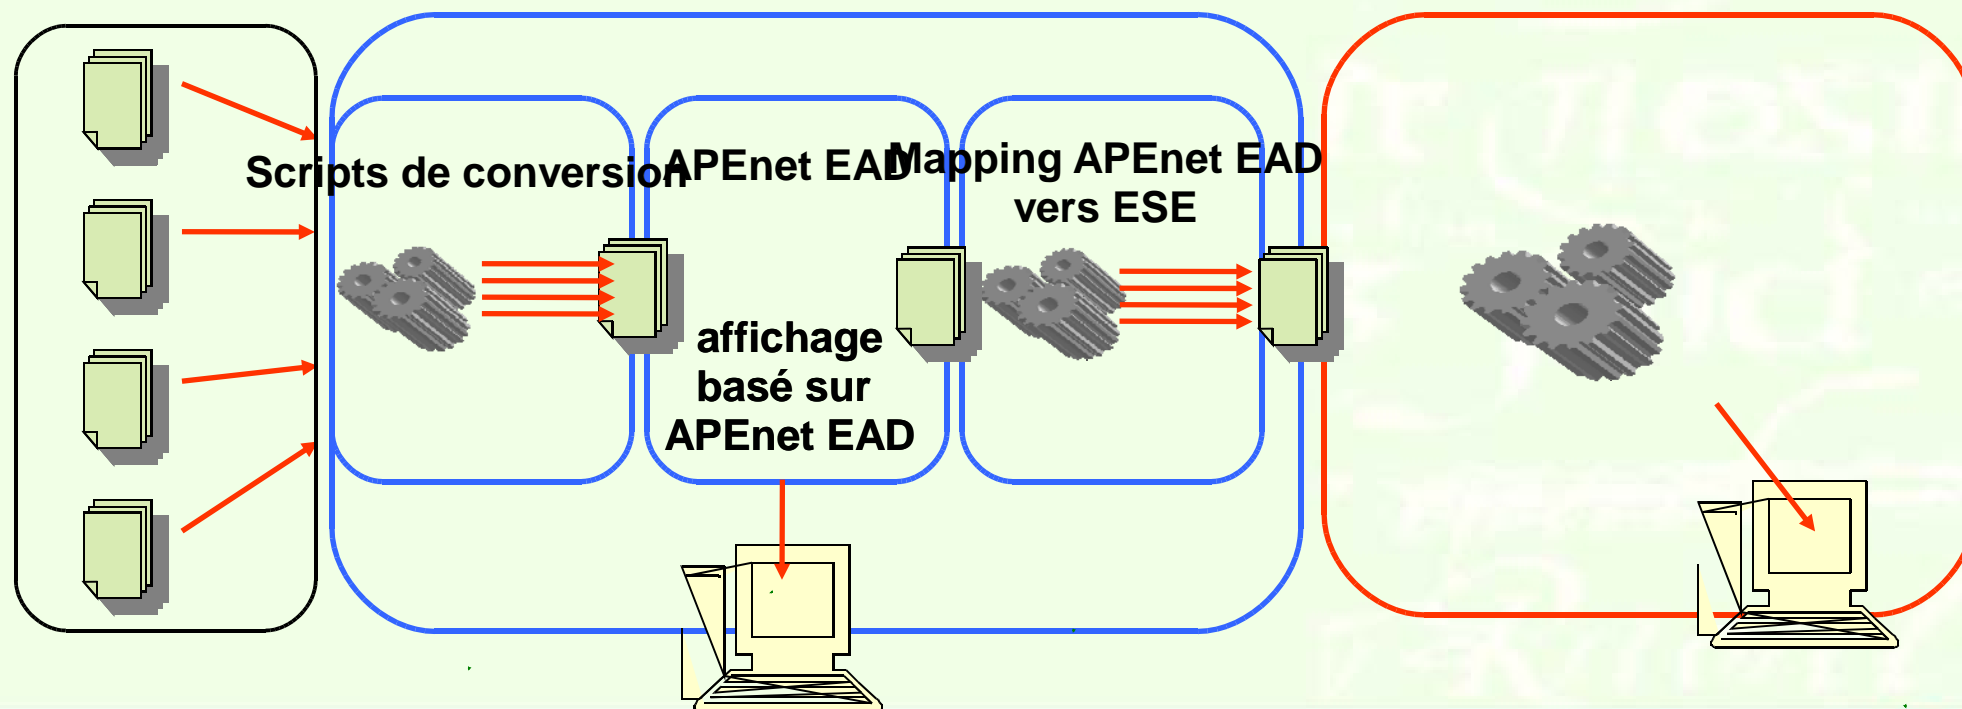 Scripts de conversion
APEnet EAD
Mapping APEnet EAD
vers ESE
affichage
basé sur
APEnet EAD